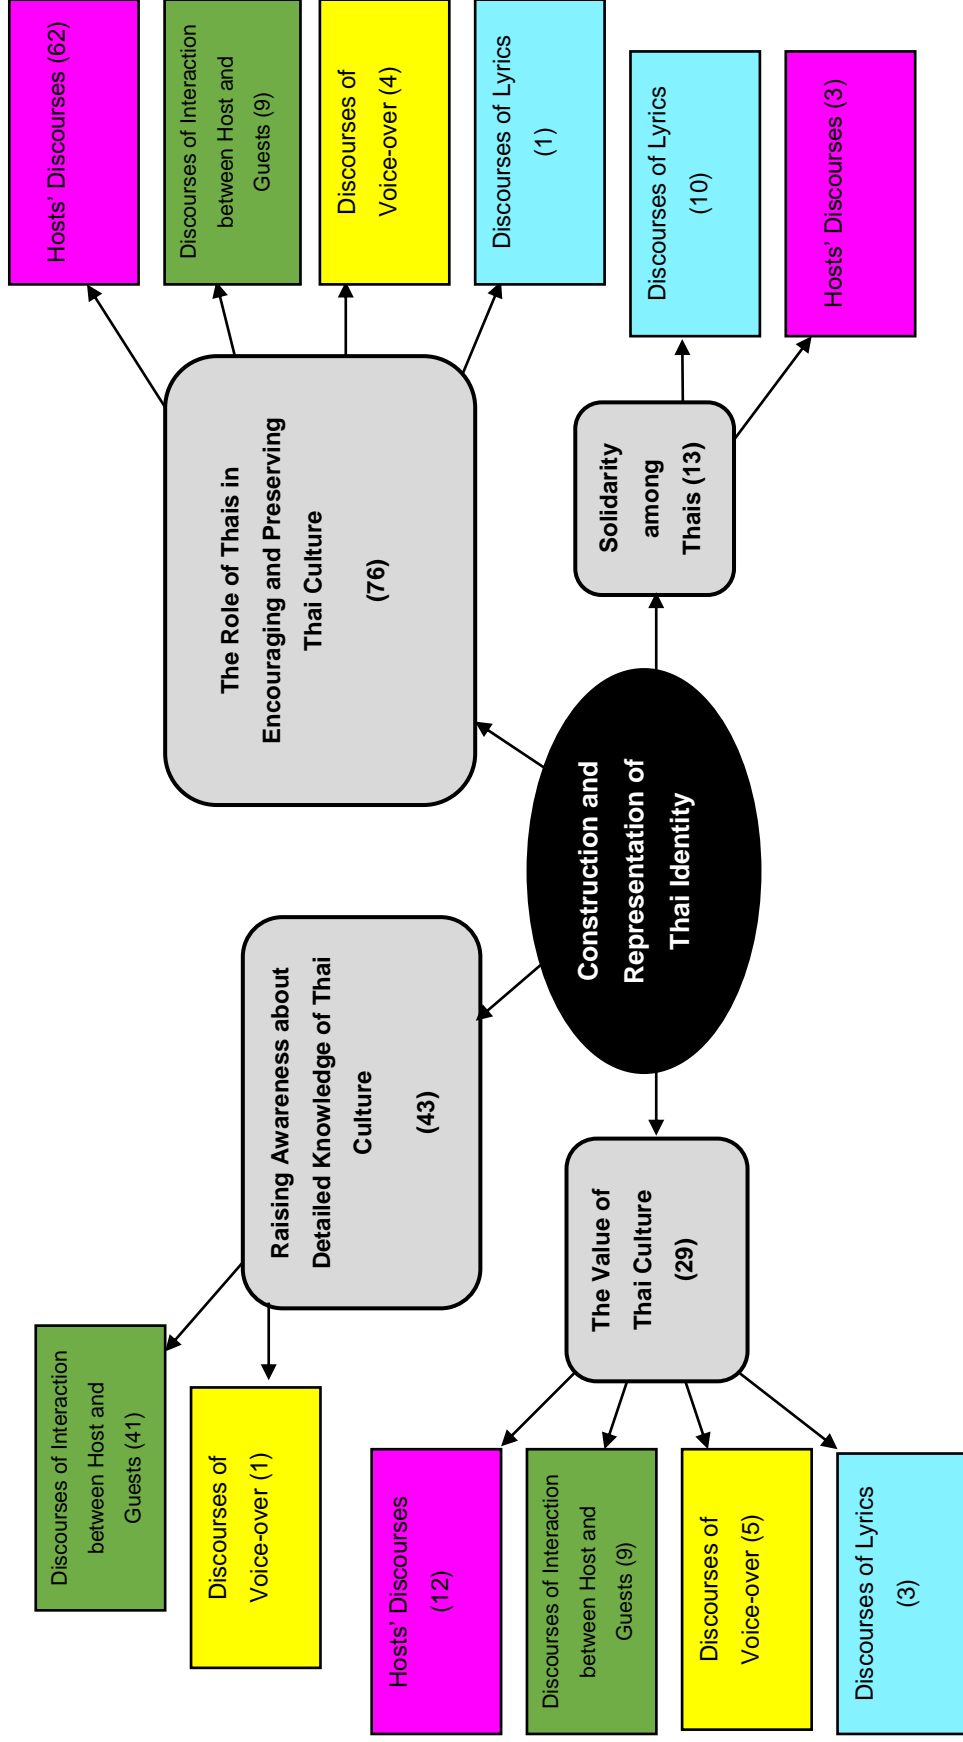 Discourses of Interaction
between Host and
Guests (41)
Discourses of
Voice-over (1)
Raising Awareness about
Detailed Knowledge of Thai
Culture
(43)
The Role of Thais in
Encouraging and Preserving
Thai Culture
(76)
Hosts' Discourses (62)
Discourses of Interaction
between Host and
Guests (9)
Discourses of
Voice-over (4)
Discourses of Lyrics
(1)
Hosts' Discourses
(12)
Discourses of Interaction
between Host and
Guests (9)
Discourses of
Voice-over (5)
Discourses of Lyrics
(3)
The Value of
Thai Culture
(29)
Construction and
Representation of
Thai Identity
Solidarity
among
Thais (13)
Discourses of Lyrics
(10)
Hosts' Discourses (3)